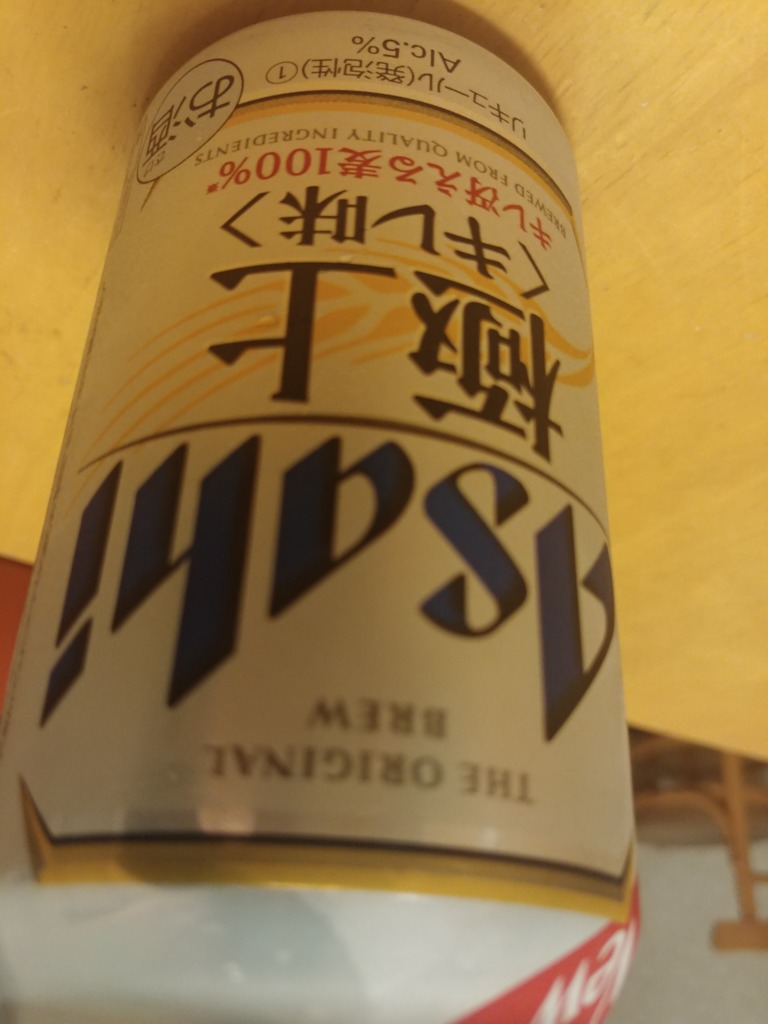 New
THE ORIGINAL
BREW
Asahi
極上
〈キレ味〉
キレ冴える麦100%※
BREWED FROM QUALITY INGREDIENTS
リキュール(発泡性)①
Alc.5%
お酒